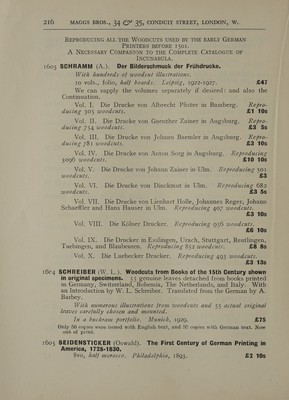 216 MAGGS BROS., 34 & 35, CONDUIT STREET, LONDON, W.
REPRODUCING ALL THE WOODCUTS USED BY THE EARLY GERMAN
PRINTERS BEFORE 1501.
A NECESSARY COMPANION TO THE COMPLETE CATALOGUE OF
INCUNABULA.
1603 SCHRAMM (A.). Der Bilderschmuck der Frühdrucke.
With hundreds of woodcut illustrations.
10 vols., folio, half boards. Leipzig, 1922-1927. £47
We can supply the volumes separately if desired: and also the
Continuation.
Vol. I. Die Drucke von Albrecht Pfister in Bamberg. Repro-
ducing 305 woodcuts. £1 10s
Vol. II. Die Drucke von Guenther Zainer in Augsburg. Repro-
ducing 754 woodcuts. £3 3s
Vol. III. Die Drucke von Johann Baemler in Augsburg. Repro-
ducing 781 woodcuts. £3 10s
Vol. IV. Die Drucke von Anton Sorg in Augsburg. Reproducing
3096 woodcuts. £10 10s
Vol. V. Die Drucke von Johann Zainer in Ulm. Reproducing 501
woodcuts. £3
Vol. VI. Die Drucke von Dinckmut in Ulm. Reproducing 682
woodcuts. £3 5s
Vol. VII. Die Drucke von Lienhart Holle, Johannes Reger, Johann
Schaeffler und Hans Hauser in Ulm. Reproducing 407 woodcuts.
£3 10s
Vol. VIII. Die Kölner Drucke. Reproducing 956 woodcuts.
£6 10s
Vol. IX. Die Drucker in Esslingen, Urach, Stuttgart, Reutlingen,
Tuebingen, und Blaubeuren. Reproducing 852 woodcuts. £8 8s
Vol. X. Die Luebecker Drucker. Reproducing 493 woodcuts.
£3 13s
1604 SCHREIBER (W. L.). Woodcuts from Books of the 15th Century shown
in original specimens. 55 genuine leaves detached from books printed
in Germany, Switzerland, Bohemia, The Netherlands, and Italy. With
an Introduction by W. L. Schreiber. Translated from the German by A.
Barbey.
With numerous illustrations from woodcuts and 55 actual original
leaves carefully chosen and mounted.
In a buckram portfolio. Munich, 1929. £75
Only 50 copies were issued with English text, and 50 copies with German text. Now
out of print.
1605 SEIDENSTICKER (Oswald). The First Century of German Printing in
America, 1728-1830.
8vo, half morocco. Philadelphia, 1893. £2 10s